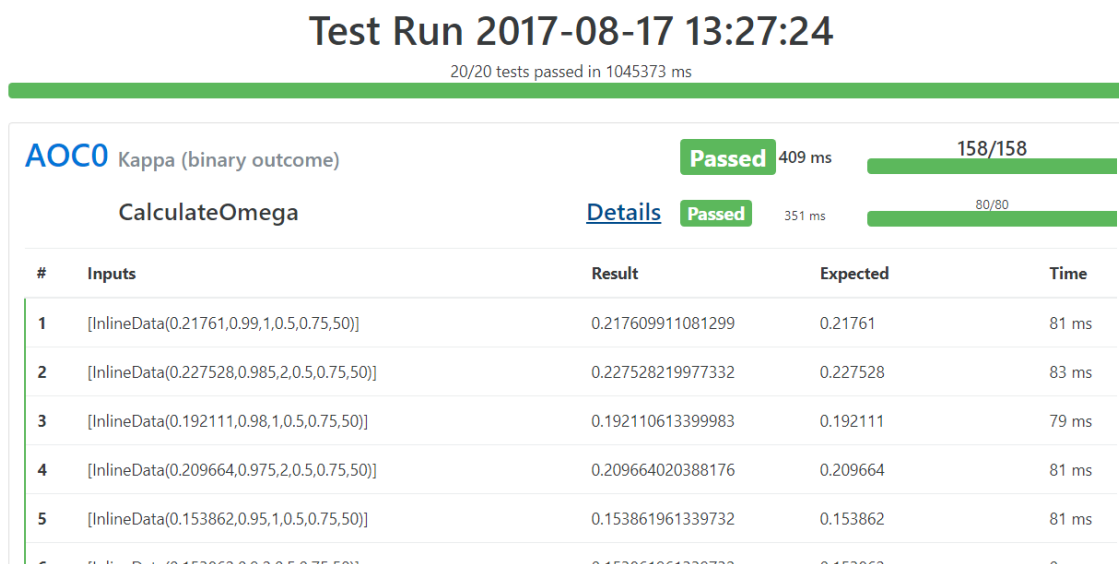 Test Run 2017-08-17 13:27:24
20/20 tests passed in 1045373 ms
AOC0 Kappa (binary outcome) Passed 409 ms 158/158
CalculateOmega Details Passed 351 ms 80/80
# Inputs Result Expected Time
1 [InlineData(0.21761,0.99,1,0.5,0.75,50)] 0.217609911081299 0.21761 81 ms
2 [InlineData(0.227528,0.985,2,0.5,0.75,50)] 0.227528219977332 0.227528 83 ms
3 [InlineData(0.192111,0.98,1,0.5,0.75,50)] 0.192110613399983 0.192111 79 ms
4 [InlineData(0.209664,0.975,2,0.5,0.75,50)] 0.209664020388176 0.209664 81 ms
5 [InlineData(0.153862,0.95,1,0.5,0.75,50)] 0.153861961339732 0.153862 81 ms